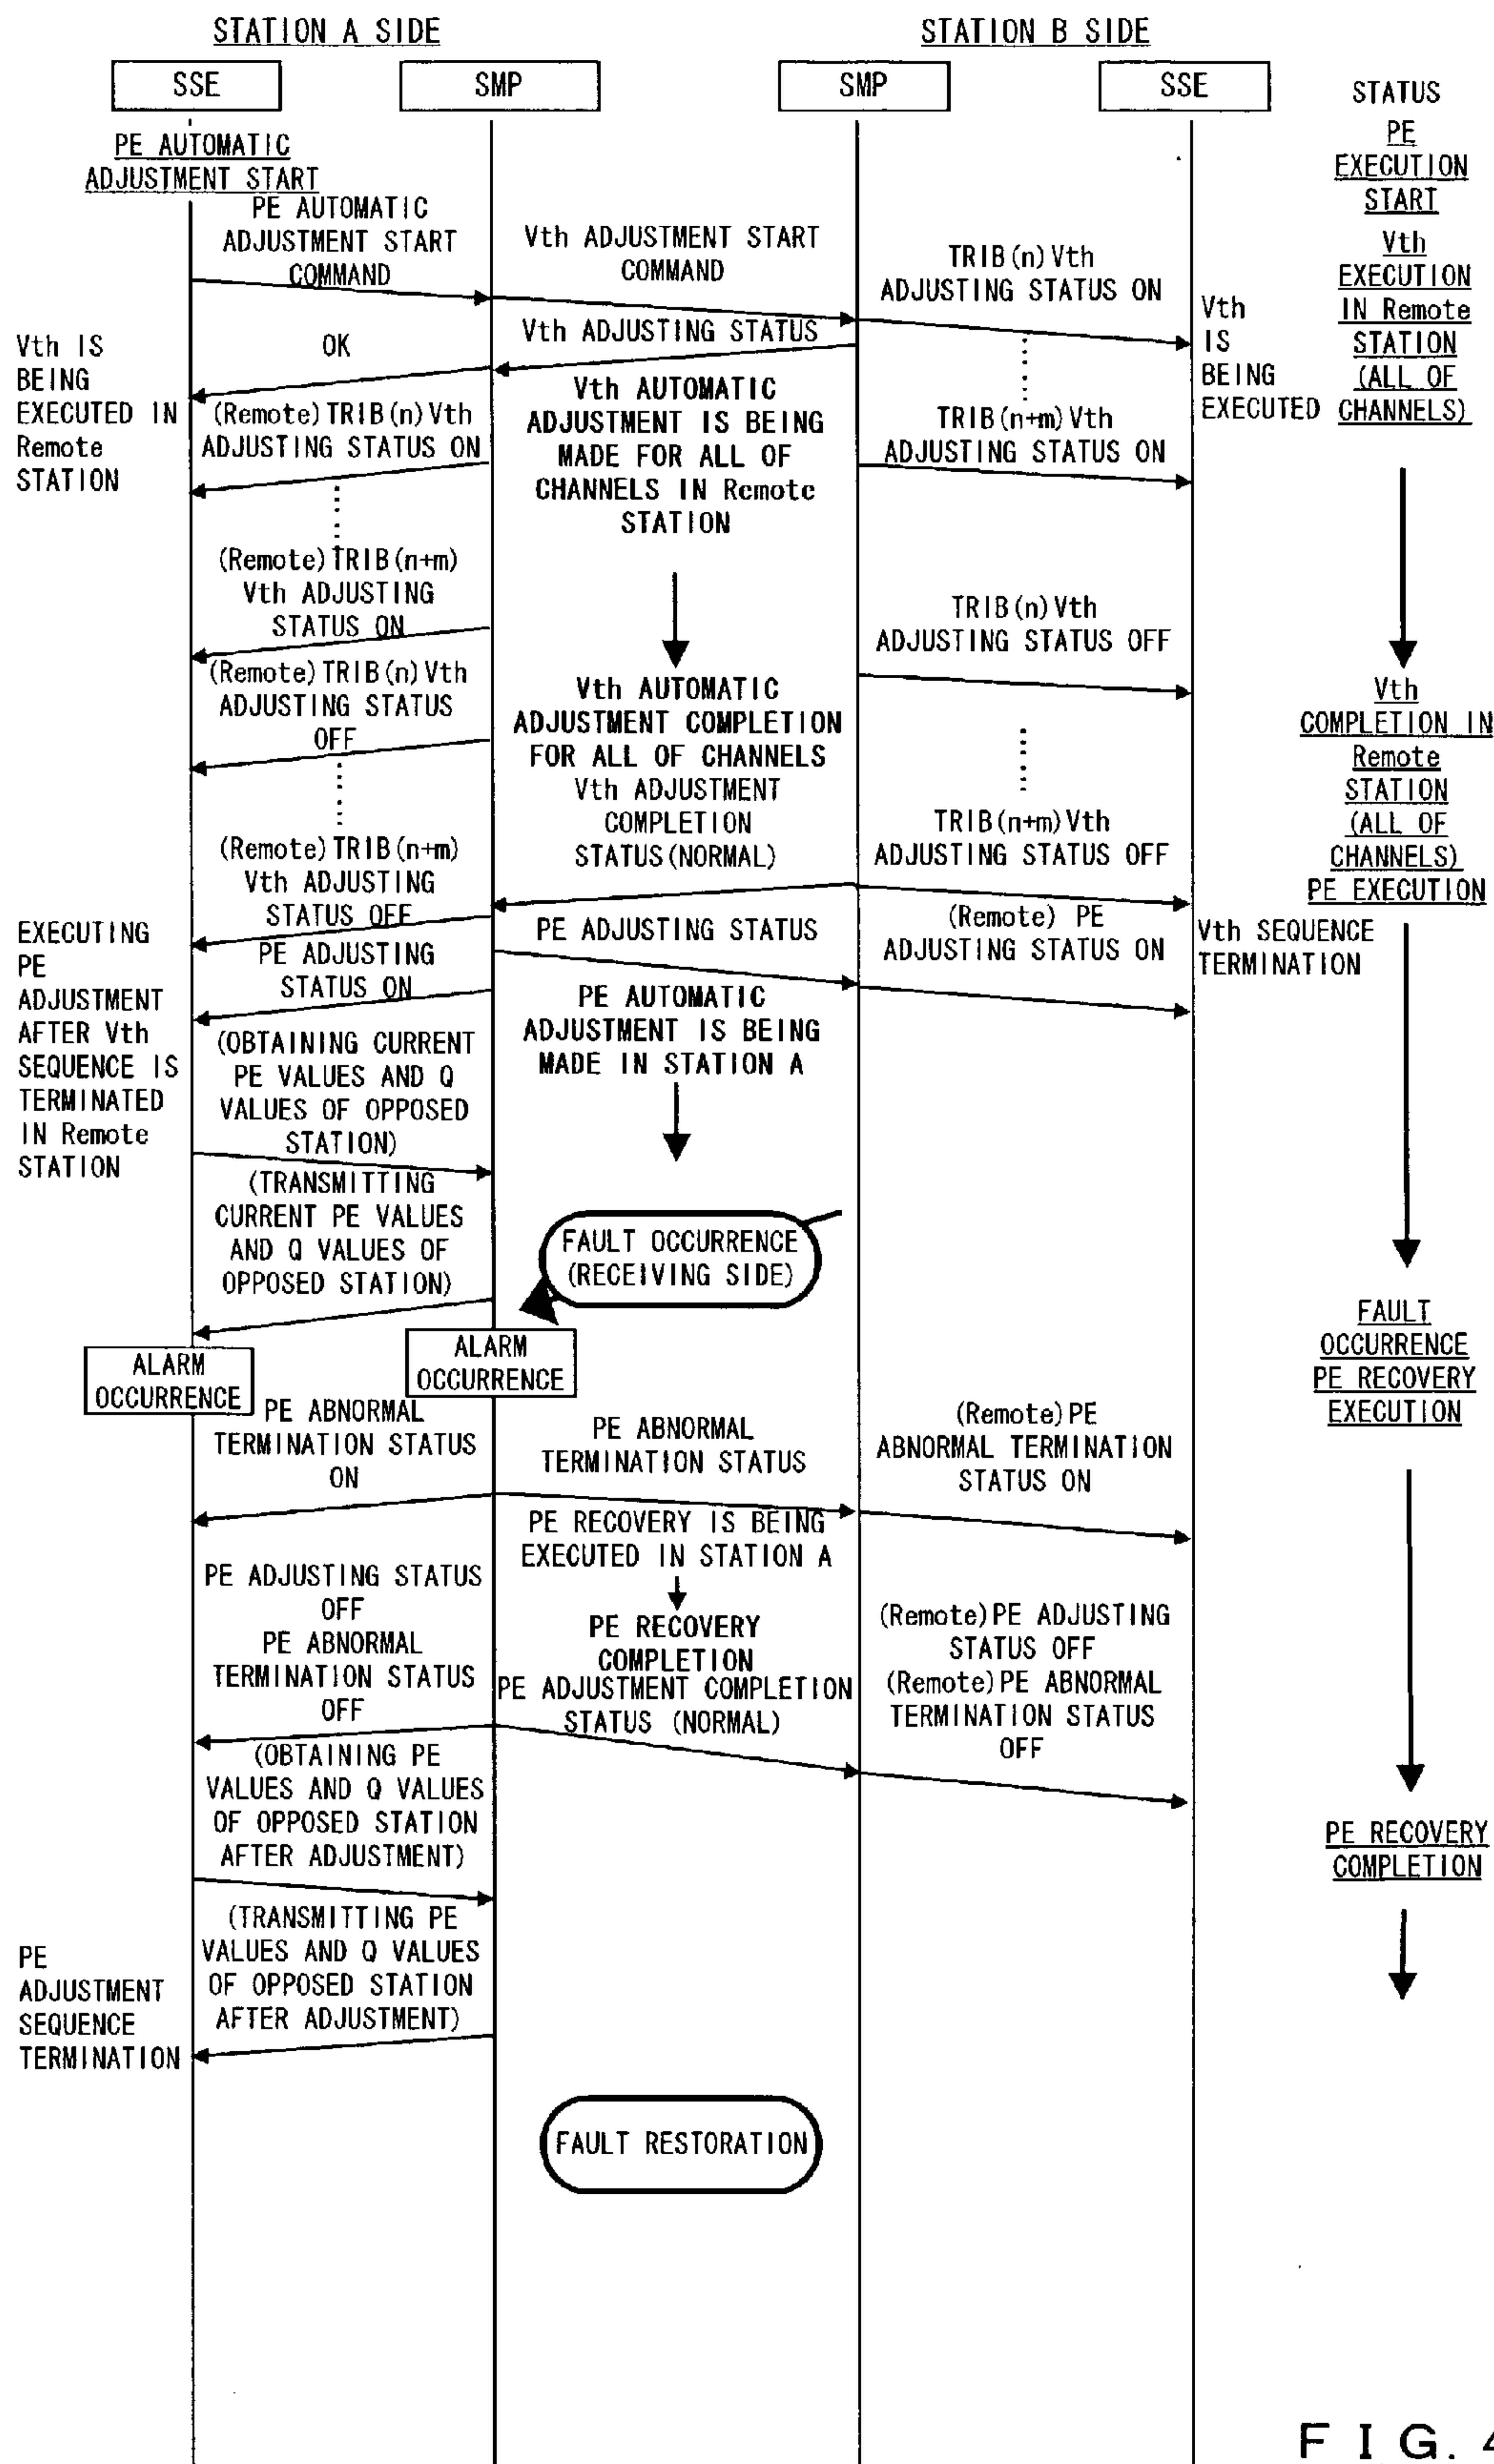 STATION A SIDE
STATION B SIDE
SSE
SMP
SMP
SSE
STATUS
PE AUTOMATIC
ADJUSTMENT START
PE
EXECUTION
START
PE AUTOMATIC
ADJUSTMENT START
COMMAND
Vth ADJUSTMENT START
COMMAND
TRIB(n)Vth
ADJUSTING STATUS ON
Vth
EXECUTION
IN Remote
STATION
(ALL OF
CHANNELS)
Vth
IS
BEING
EXECUTED
Vth IS
BEING
EXECUTED IN
Remote
STATION
OK
Vth ADJUSTING STATUS
(Remote)TRIB(n)Vth
ADJUSTING STATUS ON
Vth AUTOMATIC
ADJUSTMENT IS BEING
MADE FOR ALL OF
CHANNELS IN Remote
STATION
TRIB(n+m)Vth
ADJUSTING STATUS ON
(Remote)TRIB(n+m)
Vth ADJUSTING
STATUS ON
TRIB(n)Vth
ADJUSTING STATUS OFF
(Remote)TRIB(n)Vth
ADJUSTING STATUS
OFF
Vth AUTOMATIC
ADJUSTMENT COMPLETION
FOR ALL OF CHANNELS
Vth ADJUSTMENT
COMPLETION
STATUS(NORMAL)
Vth
COMPLETION IN
Remote
STATION
(ALL OF
CHANNELS)
PE EXECUTION
TRIB(n+m)Vth
ADJUSTING STATUS OFF
(Remote)TRIB(n+m)
Vth ADJUSTING
STATUS OFF
PE ADJUSTING STATUS
(Remote) PE
ADJUSTING STATUS ON
Vth SEQUENCE
TERMINATION
EXECUTING
PE
ADJUSTMENT
AFTER Vth
SEQUENCE IS
TERMINATED
IN Remote
STATION
PE ADJUSTING
STATUS ON
PE AUTOMATIC
ADJUSTMENT IS BEING
MADE IN STATION A
(OBTAINING CURRENT
PE VALUES AND Q
VALUES OF OPPOSED
STATION)
(TRANSMITTING
CURRENT PE VALUES
AND Q VALUES OF
OPPOSED STATION)
FAULT OCCURRENCE
(RECEIVING SIDE)
FAULT
OCCURRENCE
PE RECOVERY
EXECUTION
ALARM
OCCURRENCE
ALARM
OCCURRENCE
PE ABNORMAL
TERMINATION STATUS
ON
PE ABNORMAL
TERMINATION STATUS
(Remote)PE
ABNORMAL TERMINATION
STATUS ON
PE RECOVERY IS BEING
EXECUTED IN STATION A
PE ADJUSTING STATUS
OFF
PE ABNORMAL
TERMINATION STATUS
OFF
PE RECOVERY
COMPLETION
PE ADJUSTMENT COMPLETION
STATUS (NORMAL)
(Remote)PE ADJUSTING
STATUS OFF
(Remote)PE ABNORMAL
TERMINATION STATUS
OFF
(OBTAINING PE
VALUES AND Q VALUES
OF OPPOSED STATION
AFTER ADJUSTMENT)
PE RECOVERY
COMPLETION
(TRANSMITTING PE
VALUES AND Q VALUES
OF OPPOSED STATION
AFTER ADJUSTMENT)
PE
ADJUSTMENT
SEQUENCE
TERMINATION
FAULT RESTORATION
FIG. 4